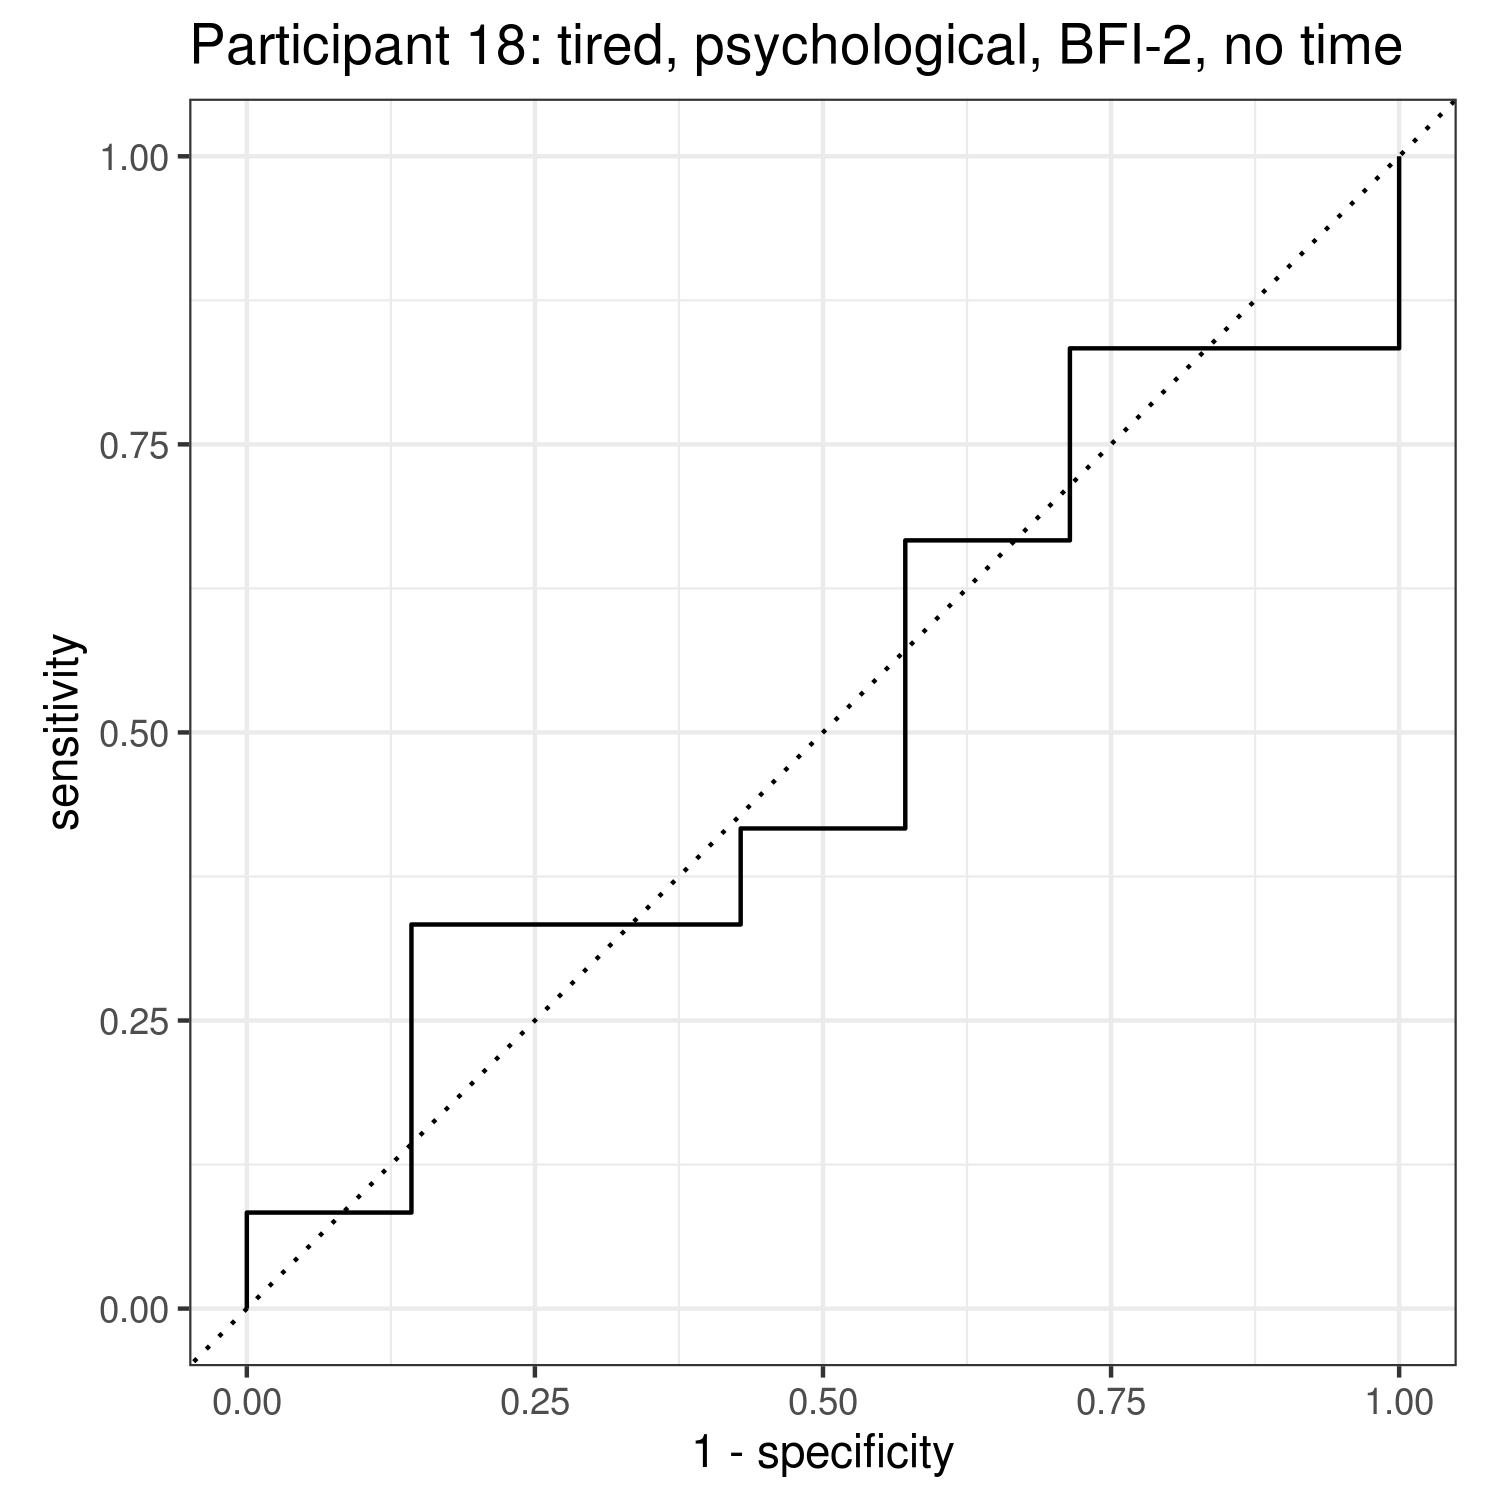 Participant 18: tired, psychological, BFI-2, no time
1.00
0.75
0.50
0.25
0.00
sensitivity
0.00 0.25 0.50 0.75 1.00
1 - specificity